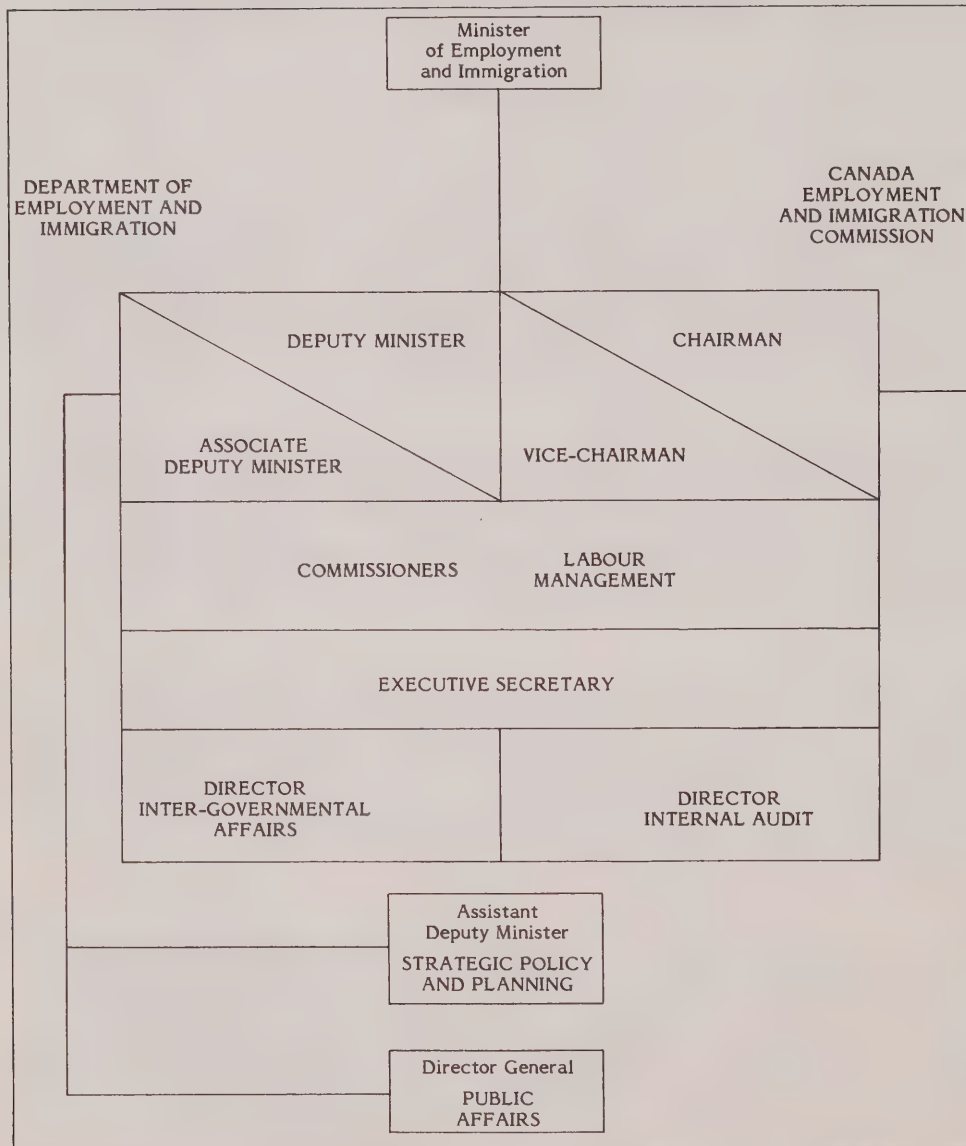 Minister
of Employment
and Immigration
DEPARTMENT OF
EMPLOYMENT AND
IMMIGRATION
CANADA
EMPLOYMENT
AND IMMIGRATION
COMMISSION
DEPUTY MINISTER
CHAIRMAN
ASSOCIATE
DEPUTY MINISTER
VICE-CHAIRMAN
COMMISSIONERS
LABOUR
MANAGEMENT
EXECUTIVE SECRETARY
DIRECTOR
INTER-GOVERNMENTAL
AFFAIRS
DIRECTOR
INTERNAL AUDIT
Assistant
Deputy Minister
STRATEGIC POLICY
AND PLANNING
Director General
PUBLIC
AFFAIRS